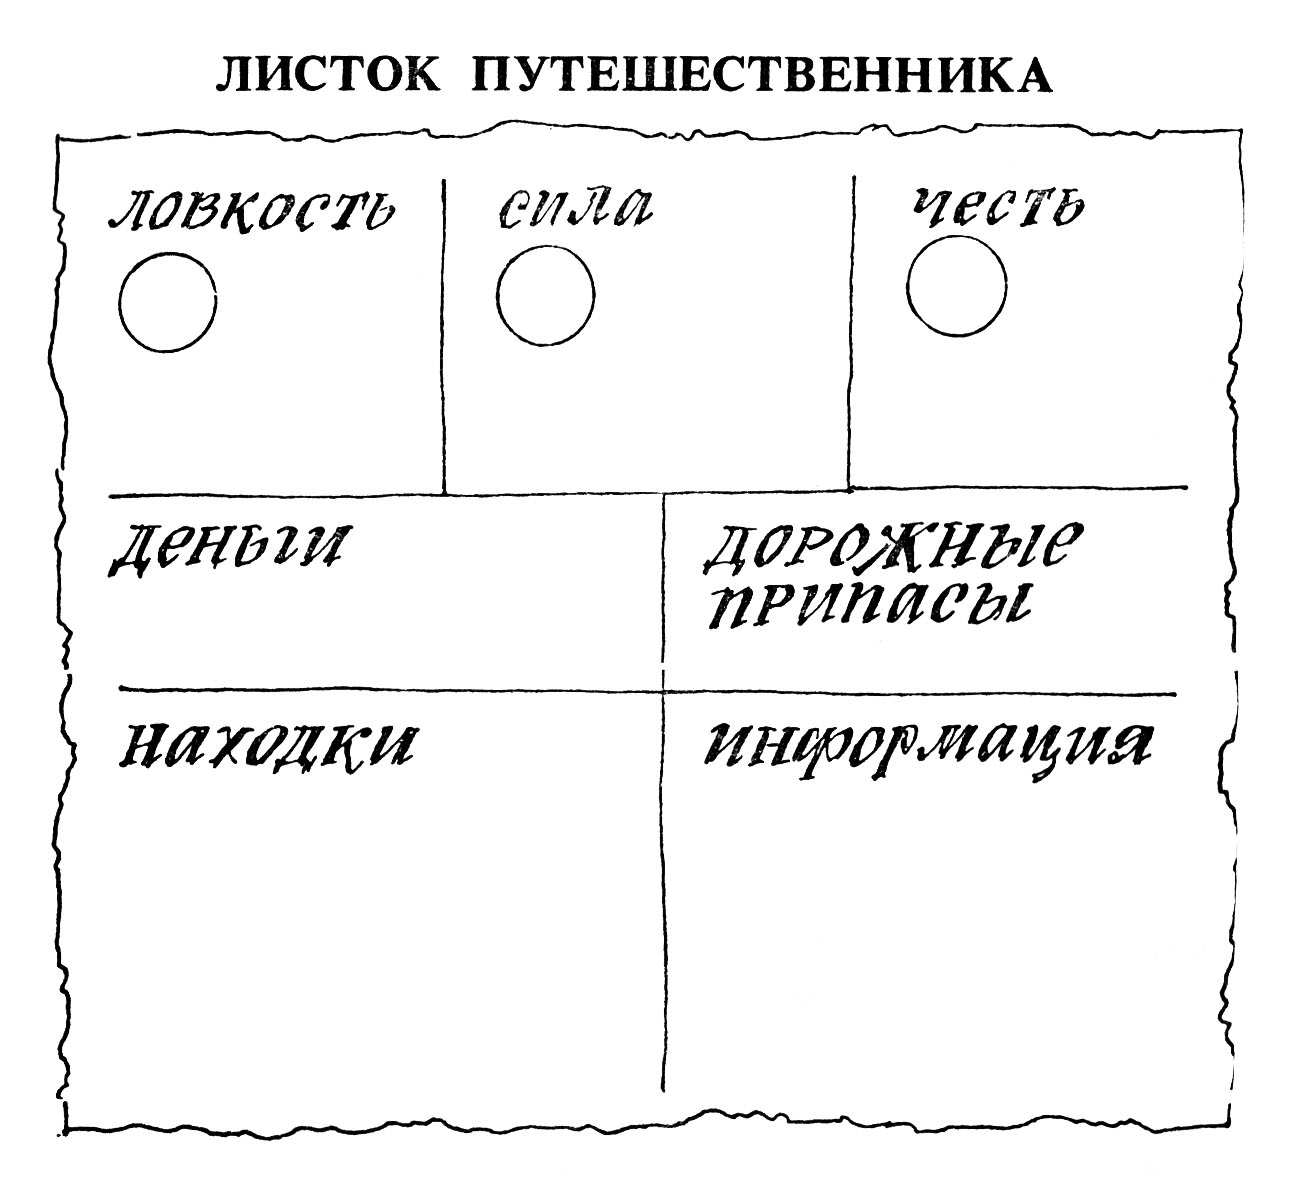 ЛИСТОК ПУТЕШЕСТВЕННИКА
ловкость
сила
честь
деньги
дорожные
припасы
находки
информация